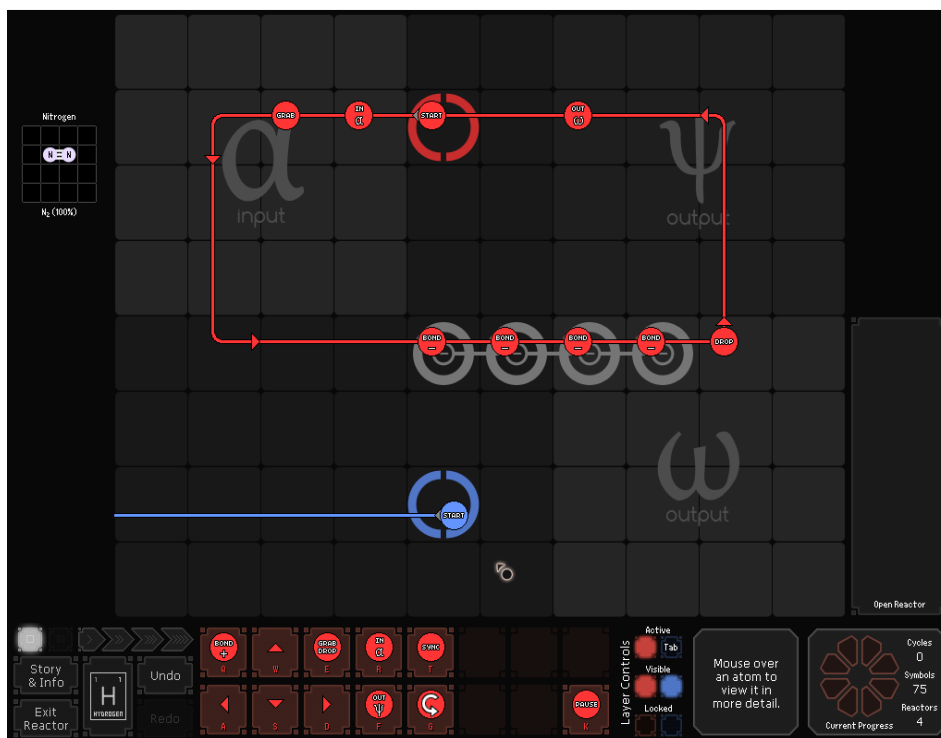 Nitrogen
N = N
N₂ (100%)
GRAB
IN
α
START
OUT
ω
α
input
ψ
output
BOND
–
BOND
–
BOND
–
BOND
–
DROP
ω
output
START
Open Reactor
Story
& Info
Exit
Reactor
1 1
H
HYDROGEN
Undo
Redo
BOND
+
Q
W
GRAB
DROP
E
IN
α
R
SYNC
T
A
S
D
OUT
ψ
F
G
PAUSE
K
Layer Controls
Active
Tab
Visible
Locked
Mouse over
an atom to
view it in
more detail.
Cycles
0
Symbols
75
Reactors
4
Current Progress